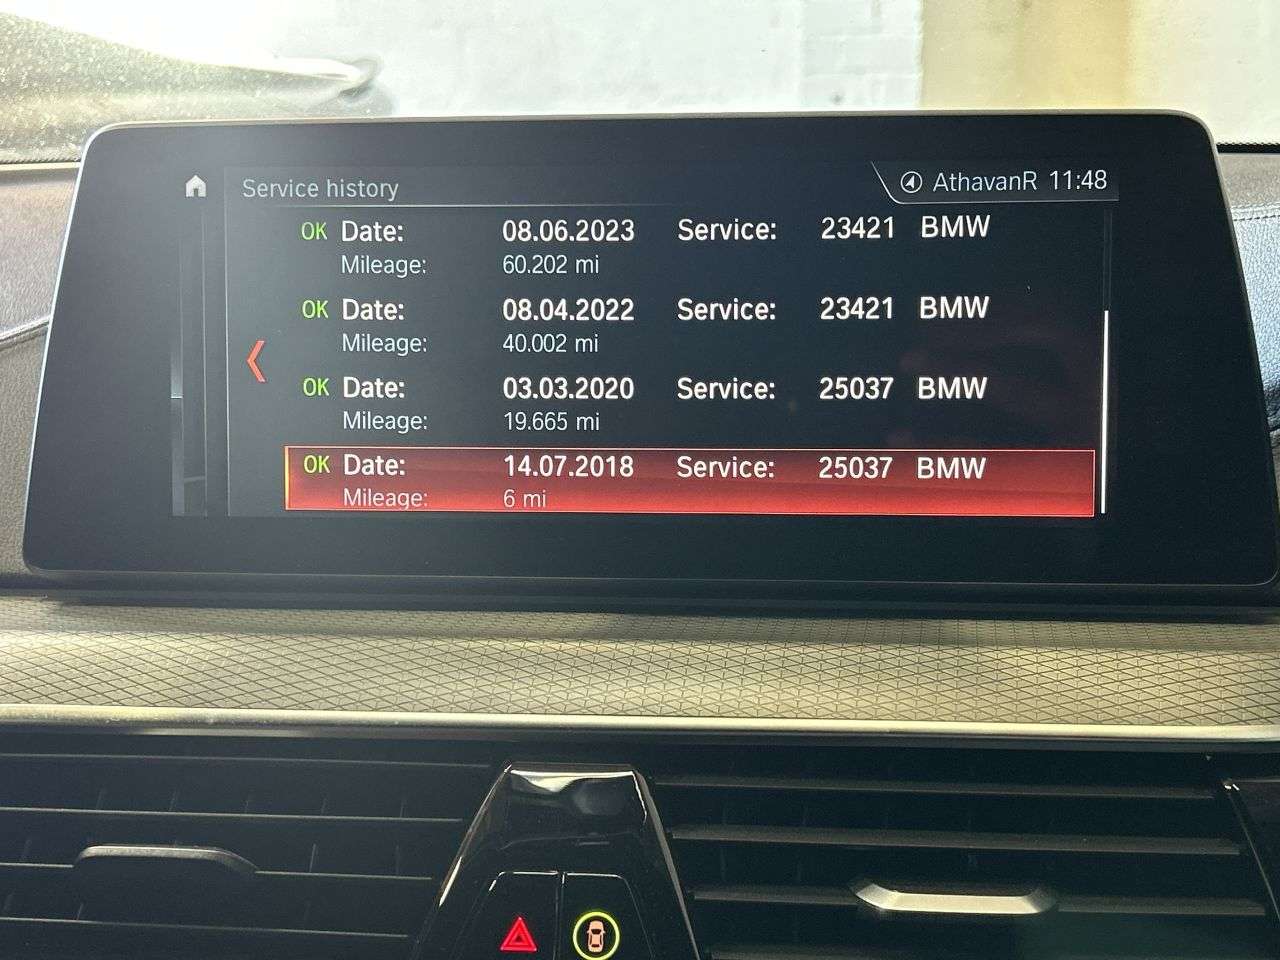 Service history
AthavanR 11:48
OK Date: 08.06.2023 Service: 23421 BMW
Mileage: 60.202 mi
OK Date: 08.04.2022 Service: 23421 BMW
Mileage: 40.002 mi
OK Date: 03.03.2020 Service: 25037 BMW
Mileage: 19.665 mi
OK Date: 14.07.2018 Service: 25037 BMW
Mileage: 6 mi